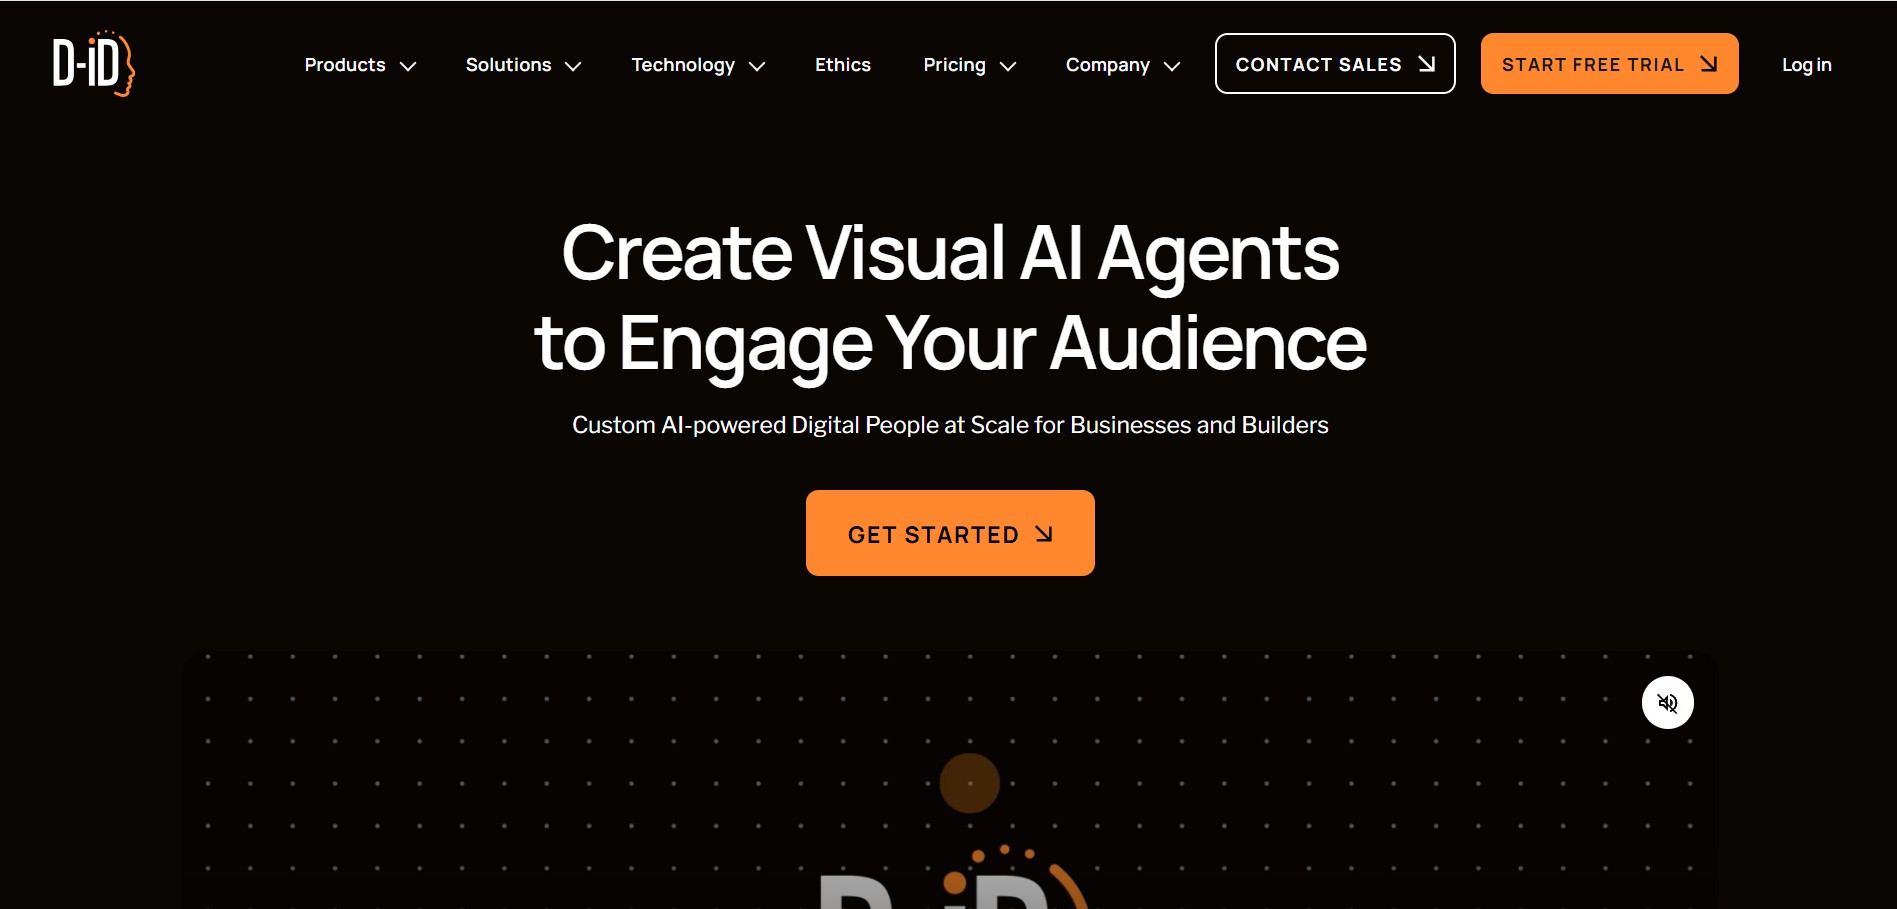 D-iD
Products
Solutions
Technology
Ethics
Pricing
Company
CONTACT SALES
START FREE TRIAL
Log in
Create Visual AI Agents
to Engage Your Audience
Custom AI-powered Digital People at Scale for Businesses and Builders
GET STARTED
D-iD